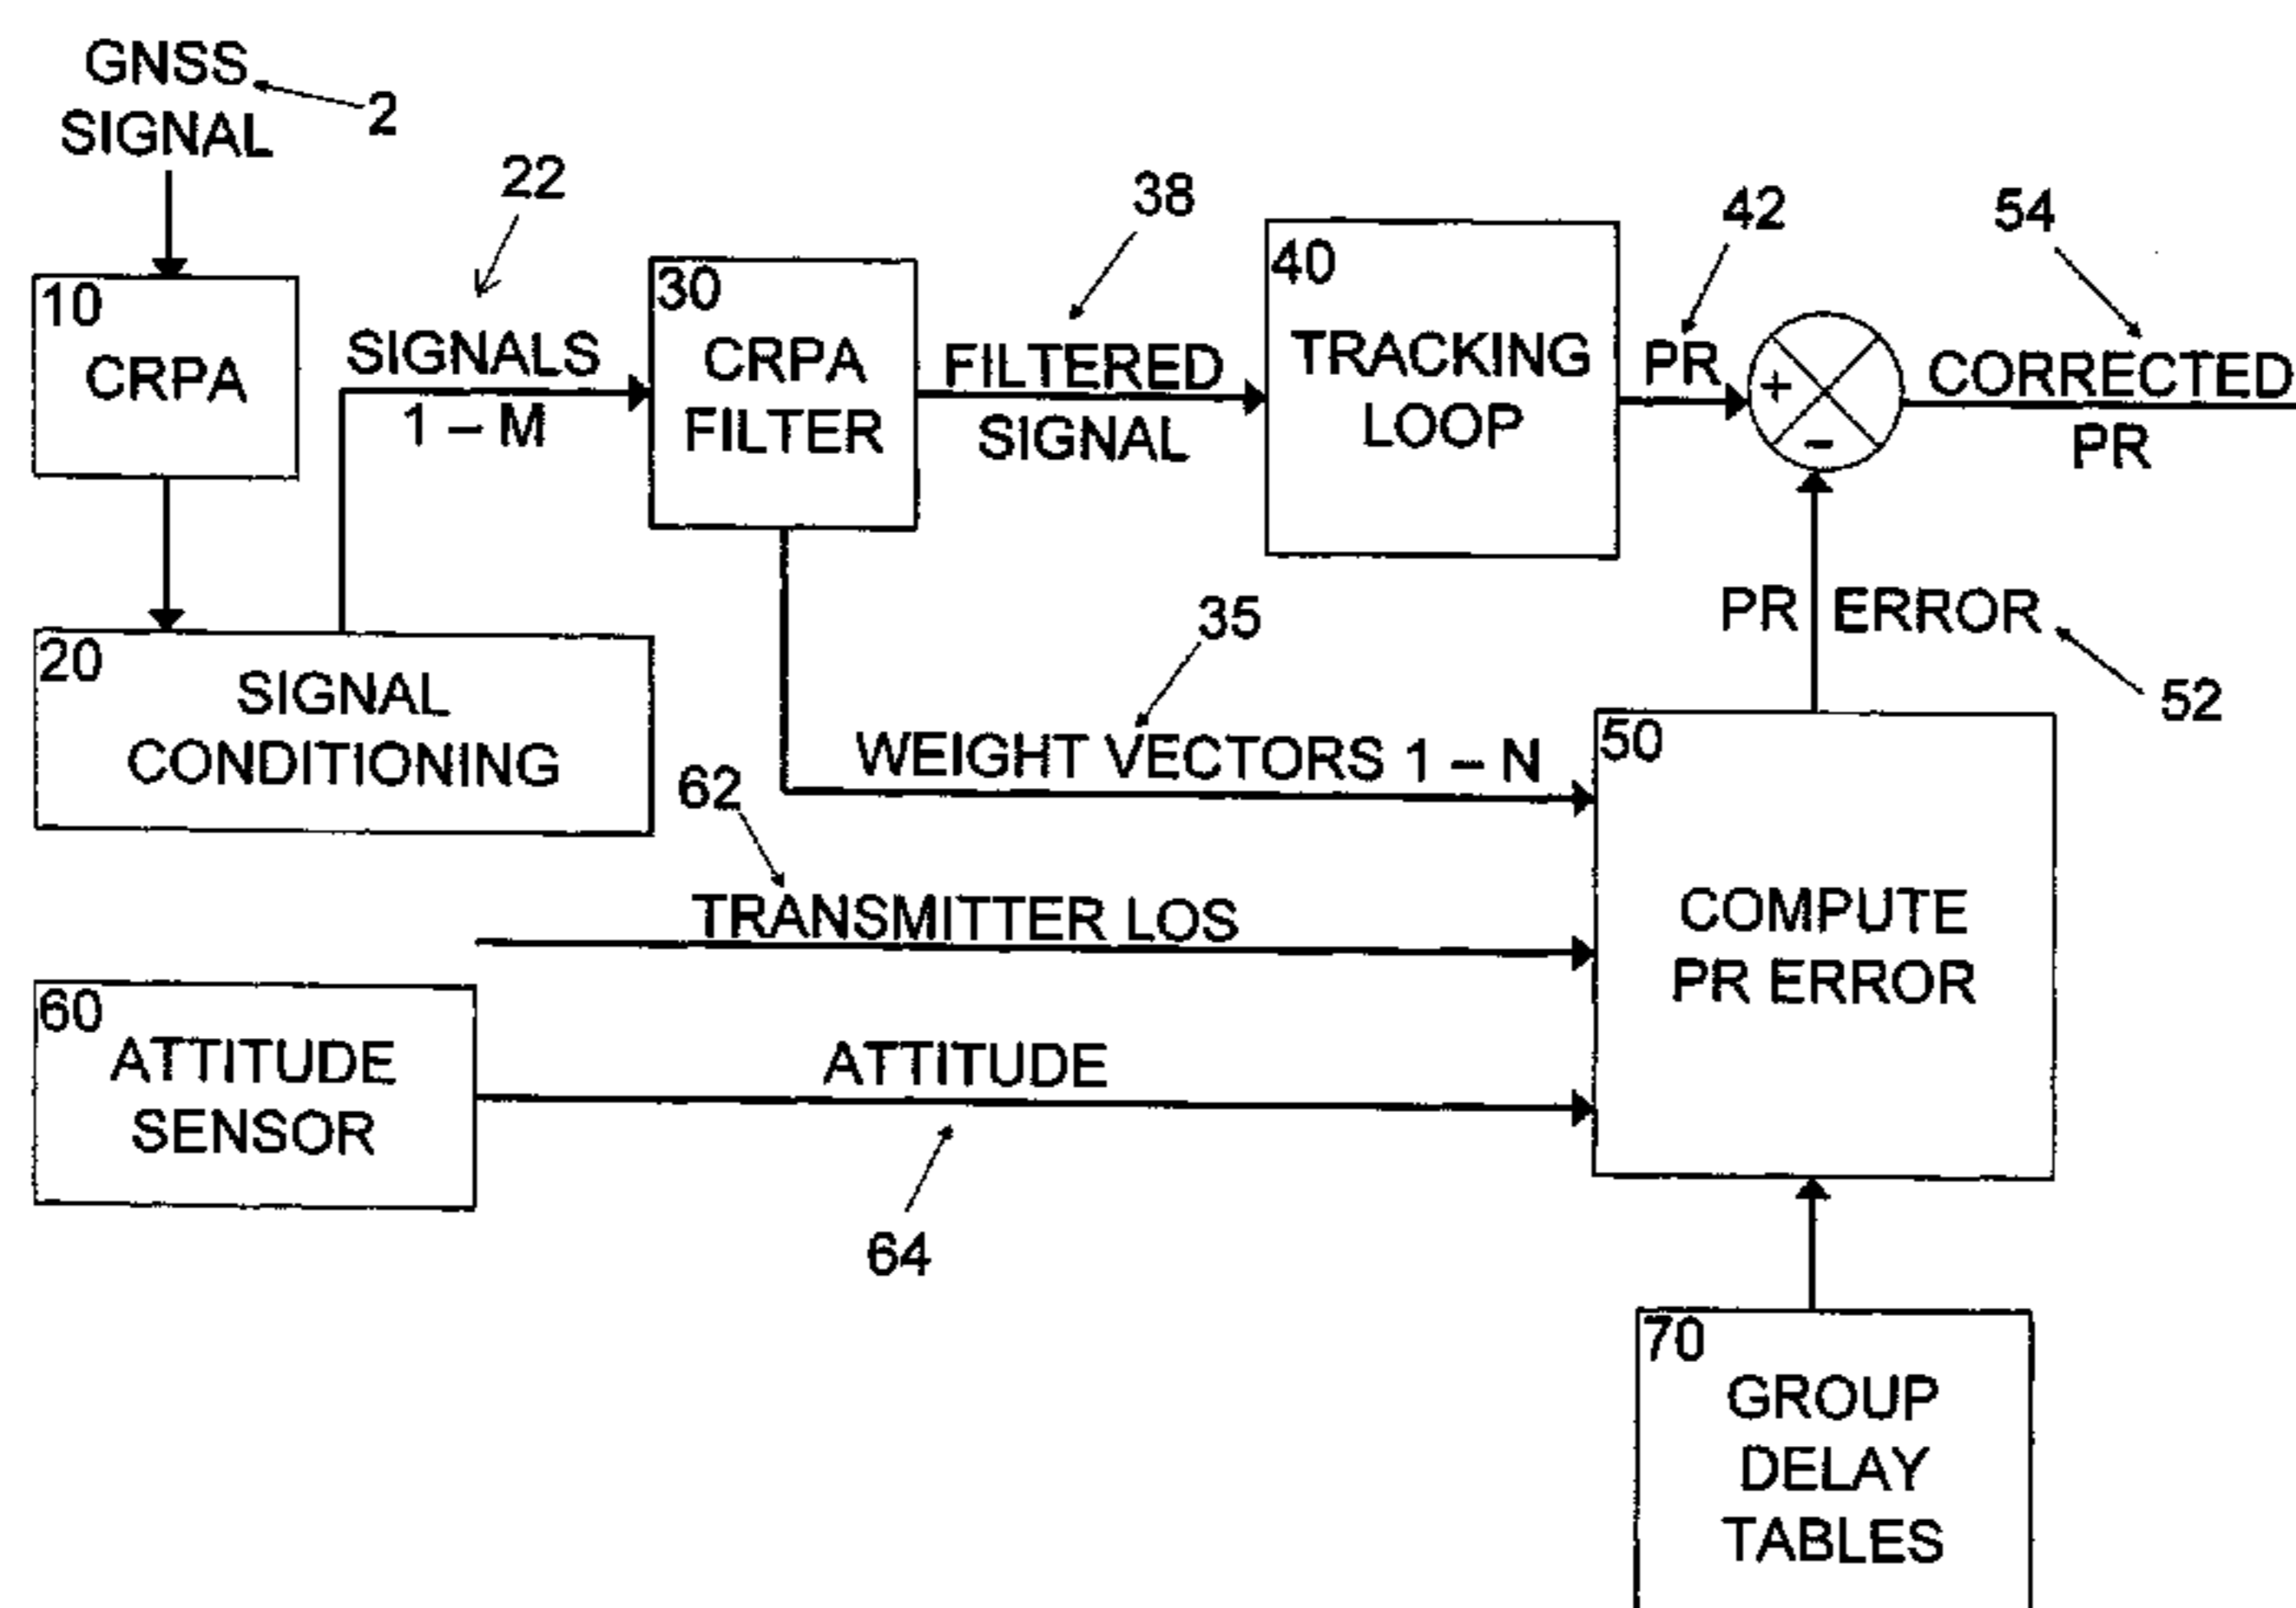 GNSS
SIGNAL
2
22
38
42
54
10
CRPA
SIGNALS
1 – M
30
CRPA
FILTER
FILTERED
SIGNAL
40
TRACKING
LOOP
PR
+
-
CORRECTED
PR
20
SIGNAL
CONDITIONING
35
WEIGHT VECTORS 1 – N
PR ERROR
52
62
TRANSMITTER LOS
50
COMPUTE
PR ERROR
60
ATTITUDE
SENSOR
ATTITUDE
64
70
GROUP
DELAY
TABLES